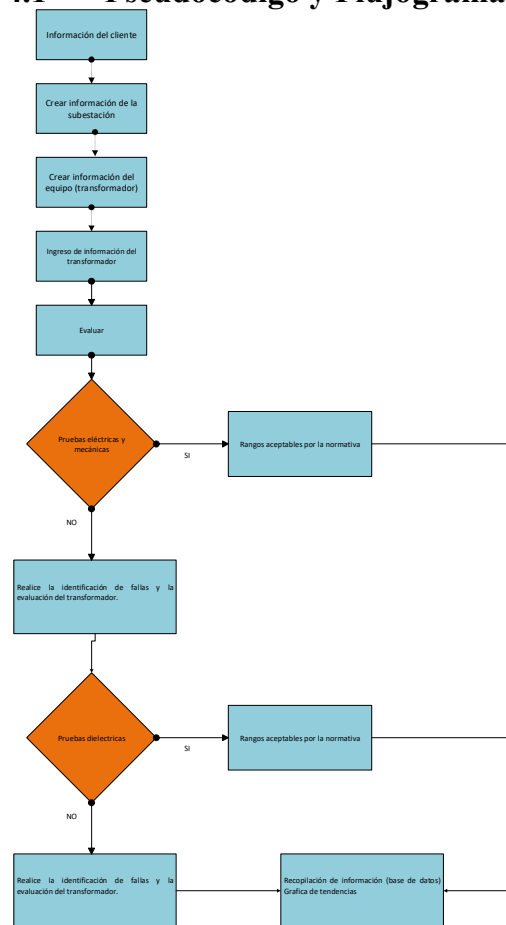 4.1 Pseudocódigo y Flujograma
Información del cliente
Crear información de la
subestación
Crear información del
equipo (transformador)
Ingreso de información del
transformador
Evaluar
Pruebas eléctricas y
mecánicas
SI
Rangos aceptables por la normativa
NO
Realice la identificación de fallas y la
evaluación del transformador.
Pruebas dielectricas
SI
Rangos aceptables por la normativa
NO
Realice la identificación de fallas y la
evaluación del transformador.
Recopilación de información (base de datos)
Grafica de tendencias